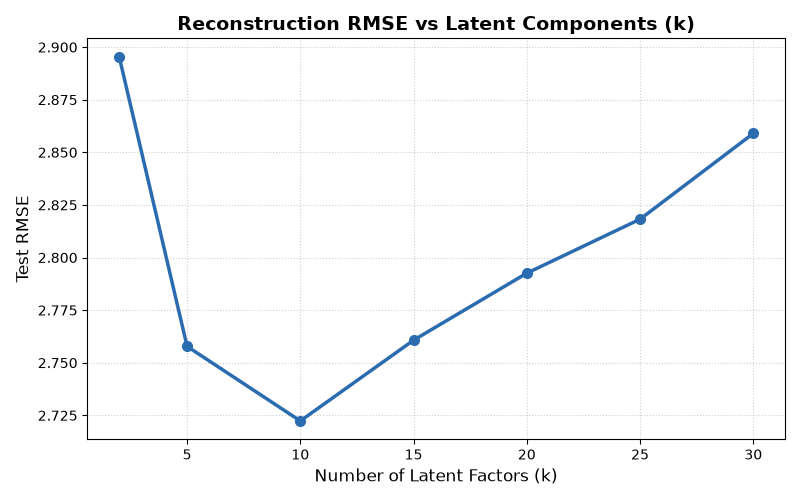 Reconstruction RMSE vs Latent Components (k)
2.900
2.875
2.850
2.825
2.800
2.775
2.750
2.725
Test RMSE
5 10 15 20 25 30
Number of Latent Factors (k)